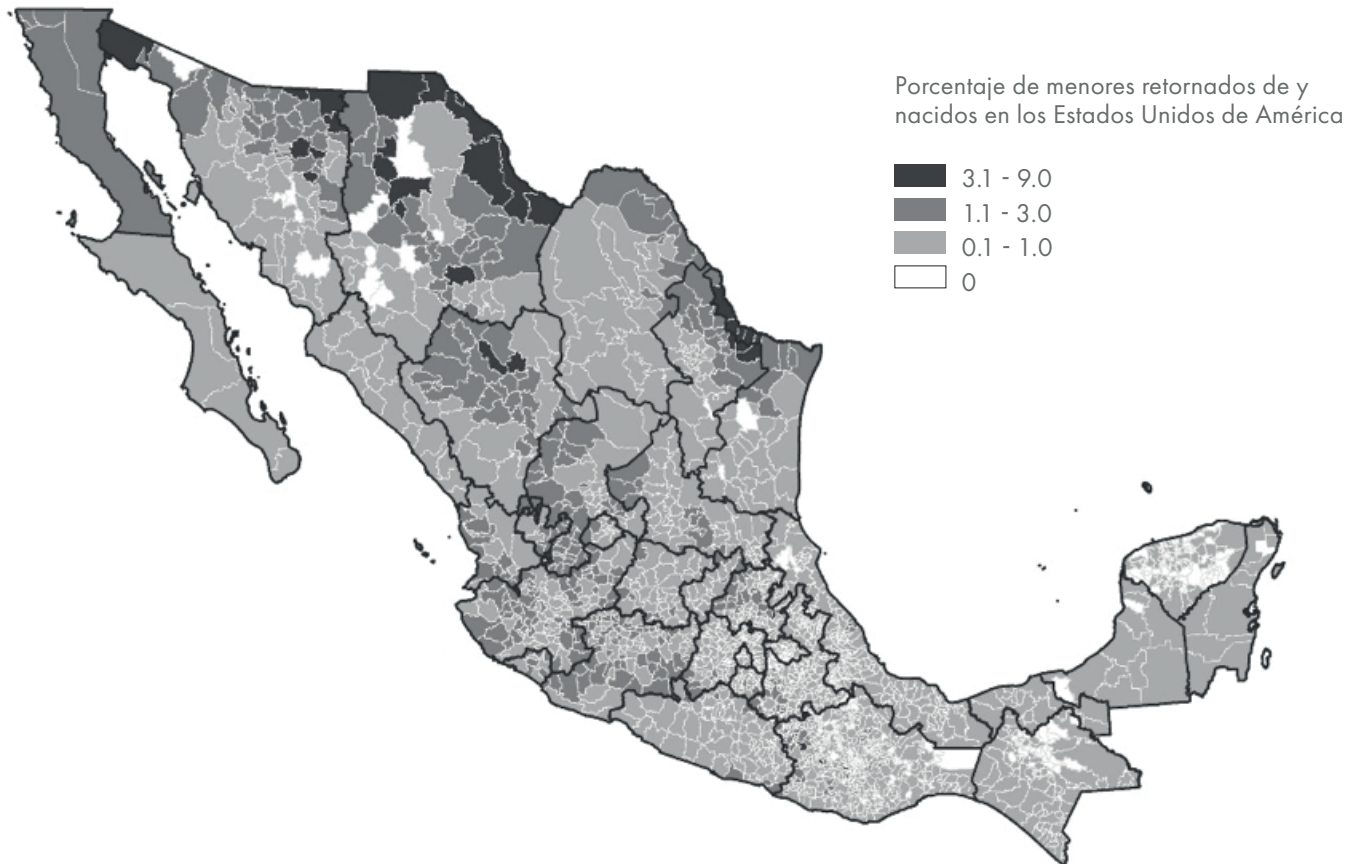 Porcentaje de menores retornados de y
nacidos en los Estados Unidos de América
3.1 - 9.0
1.1 - 3.0
0.1 - 1.0
0